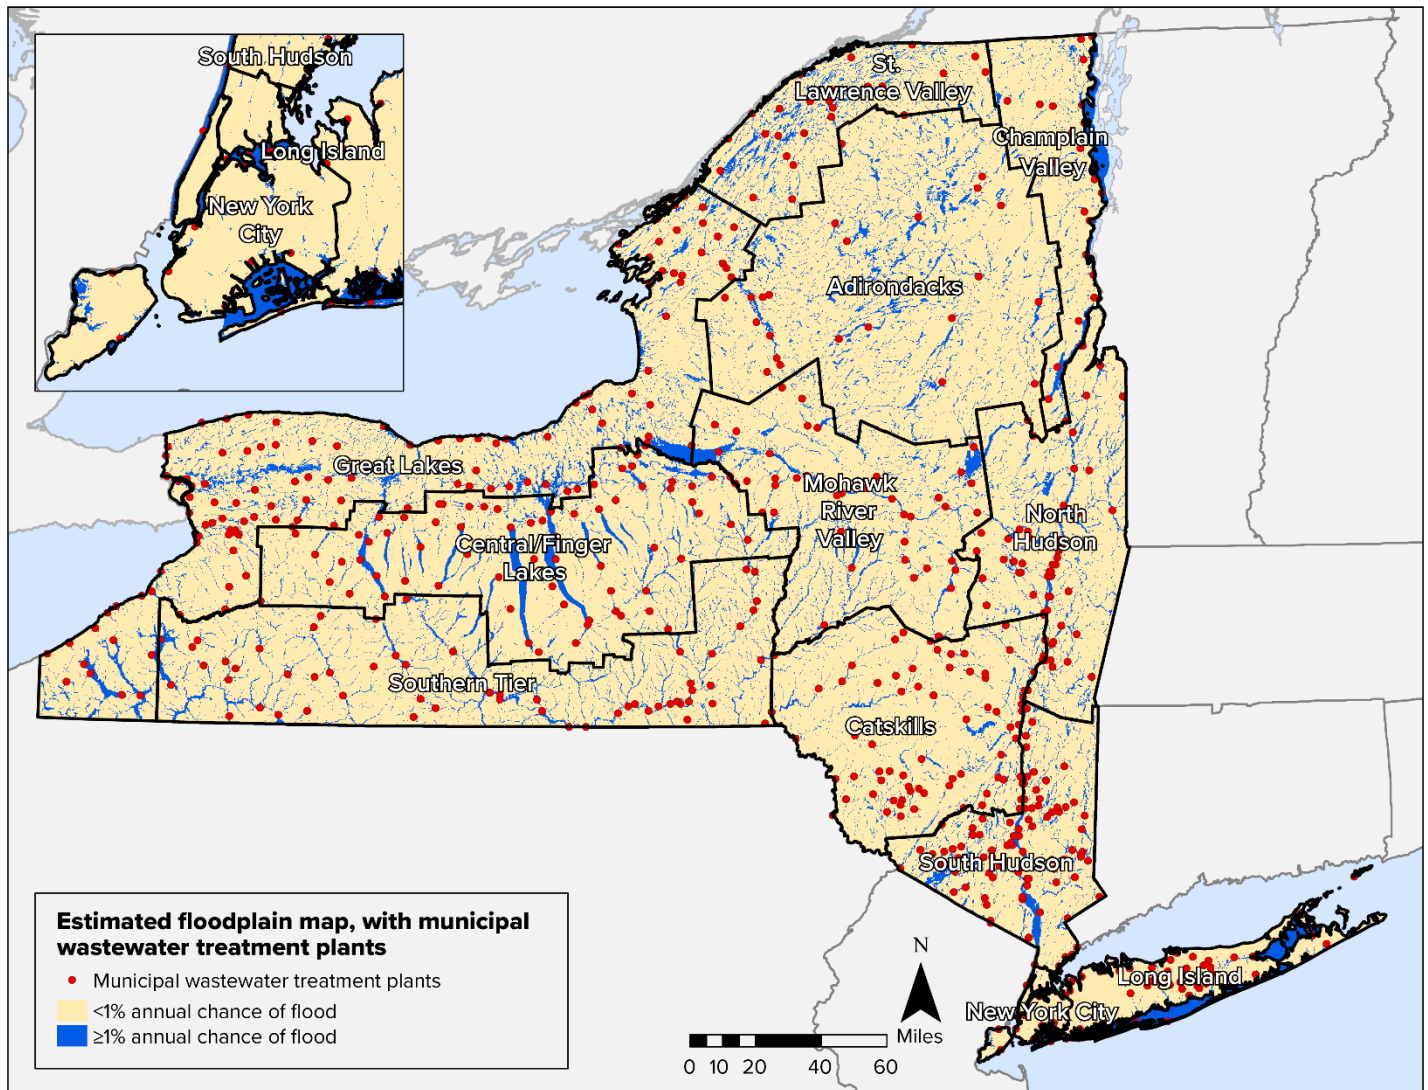 South Hudson
Long Island
New York
City
St.
Lawrence Valley
Champlain
Valley
Adirondacks
Great Lakes
Mohawk
River
Valley
North
Hudson
Central/Finger
Lakes
Southern Tier
Catskills
South Hudson
Long Island
New York City
Estimated floodplain map, with municipal
wastewater treatment plants
Municipal wastewater treatment plants
<1% annual chance of flood
≥1% annual chance of flood
N
Miles
0 10 20 40 60